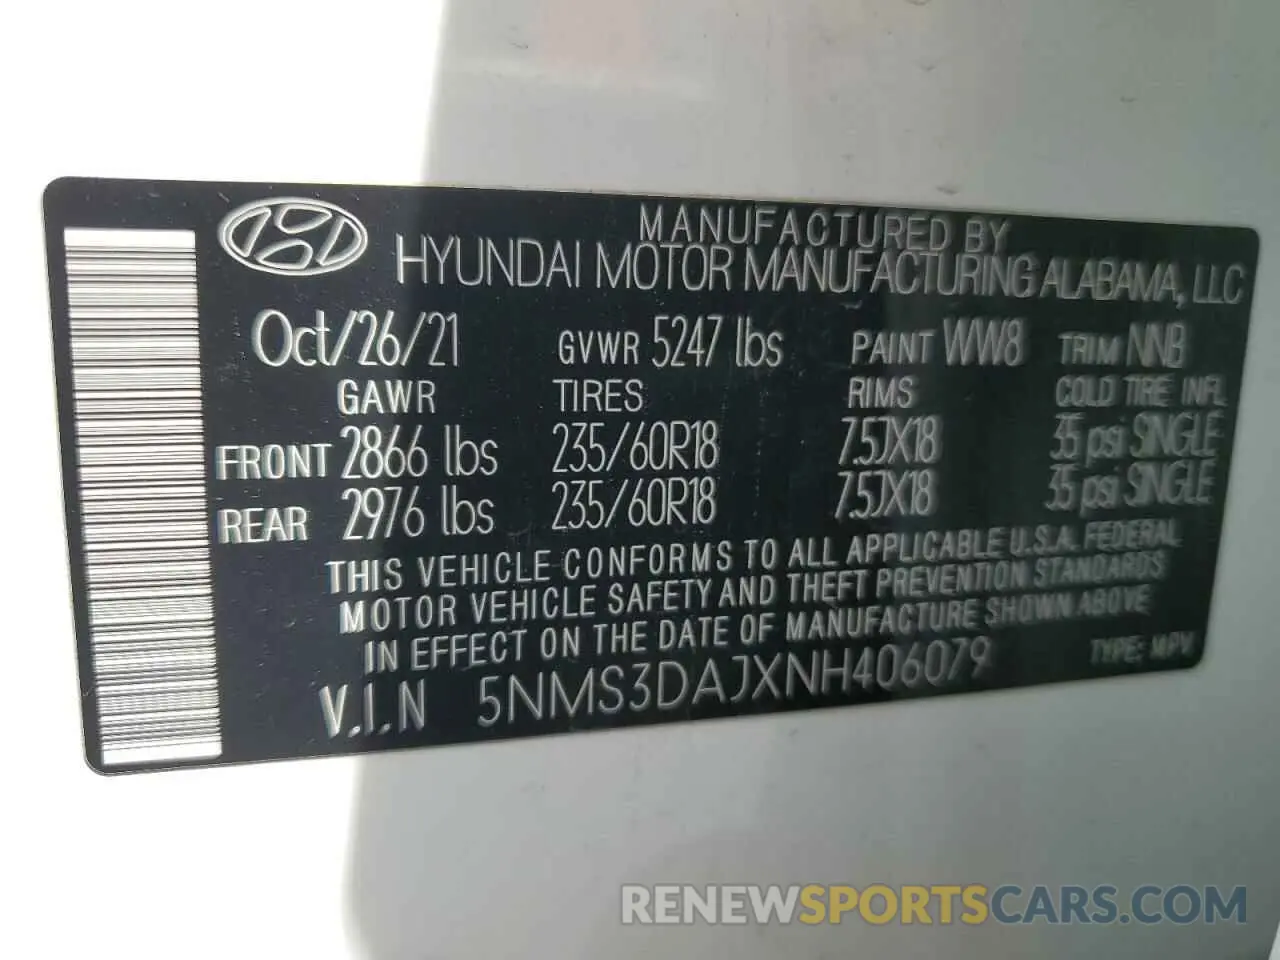 MANUFACTURED BY
HYUNDAI MOTOR MANUFACTURING ALABAMA, LLC
Oct/26/21 GVWR 5247 lbs PAINT WW8 TRIM NNB
GAWR TIRES RIMS COLD TIRE INFL
FRONT 2866 lbs 235/60R18 7.5JX18 35 psi SINGLE
REAR 2976 lbs 235/60R18 7.5JX18 35 psi SINGLE
THIS VEHICLE CONFORMS TO ALL APPLICABLE U.S.A. FEDERAL
MOTOR VEHICLE SAFETY AND THEFT PREVENTION STANDARDS
IN EFFECT ON THE DATE OF MANUFACTURE SHOWN ABOVE
V.I.N 5NMS3DAJXNH406079 TYPE: MPV
RENEWSPORTSCARS.COM